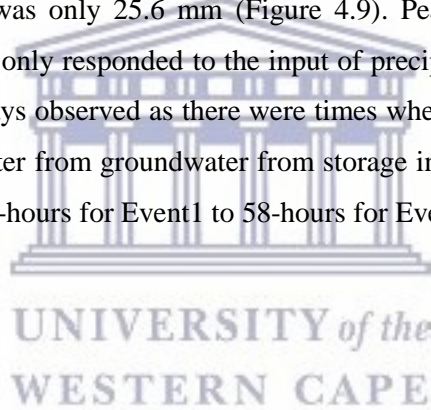 was only 25.6 mm (Figure 4.9). Pea
only responded to the input of precip
ys observed as there were times whe
ter from groundwater from storage in
-hours for Event1 to 58-hours for Eve
UNIVERSITY of the
WESTERN CAPE